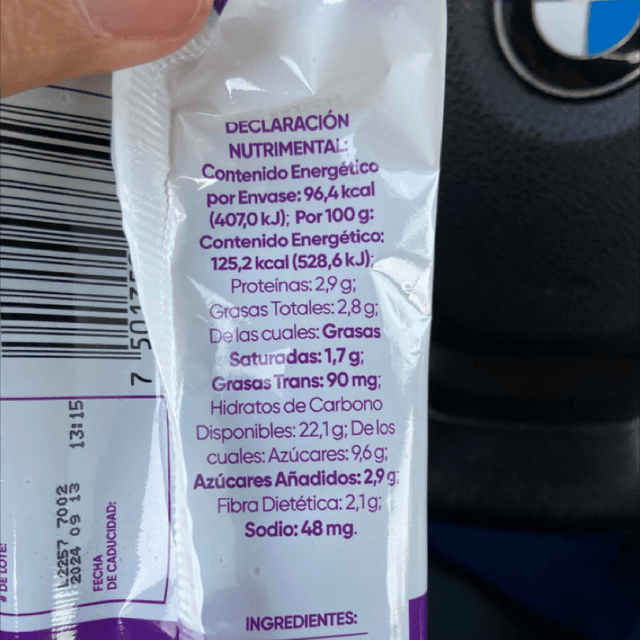 DECLARACIÓN
NUTRIMENTAL:
Contenido Energético
por Envase: 96,4 kcal
(407,0 kJ); Por 100 g:
Contenido Energético:
125,2 kcal (528,6 kJ);
Proteínas: 2,9 g;
Grasas Totales: 2,8 g;
De las cuales: Grasas
Saturadas: 1,7 g;
Grasas Trans: 90 mg;
Hidratos de Carbono
Disponibles: 22,1 g; De los
cuales: Azúcares: 9,6 g;
Azúcares Añadidos: 2,9 g;
Fibra Dietética: 2,1 g;
Sodio: 48 mg.
INGREDIENTES:
# DE LOTE:
L2257 7002 13:15
2024 09 13
FECHA
DE CADUCIDAD: